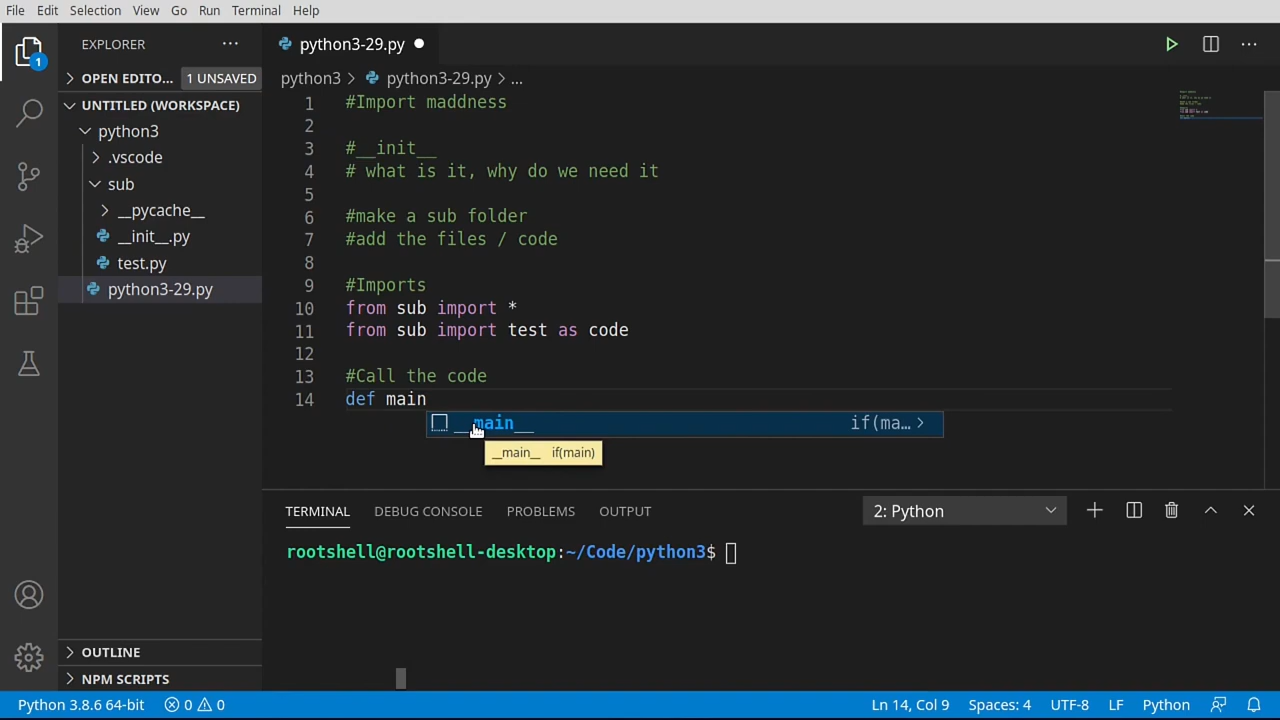 File Edit Selection View Go Run Terminal Help
EXPLORER
python3-29.py
1
OPEN EDITO... 1 UNSAVED
UNTITLED (WORKSPACE)
python3
.vscode
sub
__pycache__
__init__.py
test.py
python3-29.py
OUTLINE
NPM SCRIPTS
python3 > python3-29.py > ...
1 #Import maddness
2
3 #__init__
4 # what is it, why do we need it
5
6 #make a sub folder
7 #add the files / code
8
9 #Imports
10 from sub import *
11 from sub import test as code
12
13 #Call the code
14 def main
__main__ if(ma... >
__main__ if(main)
TERMINAL DEBUG CONSOLE PROBLEMS OUTPUT 2: Python
rootshell@rootshell-desktop:~/Code/python3$
Python 3.8.6 64-bit 0 0 Ln 14, Col 9 Spaces: 4 UTF-8 LF Python